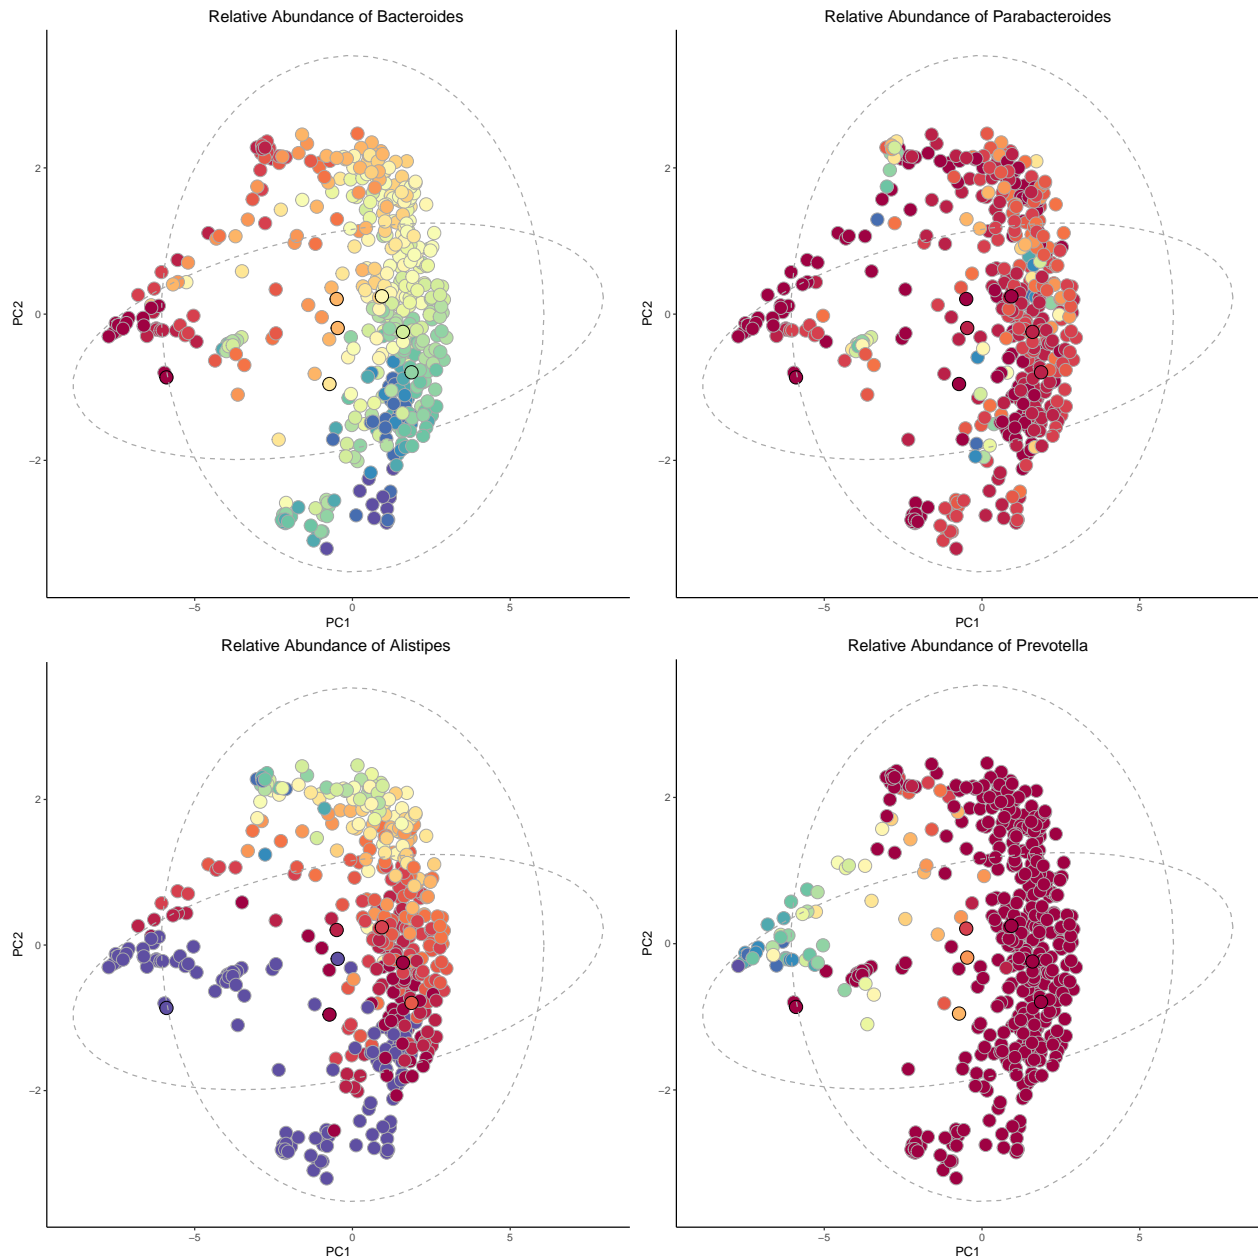 Relative Abundance of Bacteroides
2
0
−2
PC2
−5
0
5
PC1
Relative Abundance of Parabacteroides
2
0
−2
PC2
−5
0
5
PC1
Relative Abundance of Alistipes
2
0
−2
PC2
−5
0
5
PC1
Relative Abundance of Prevotella
2
0
−2
PC2
−5
0
5
PC1